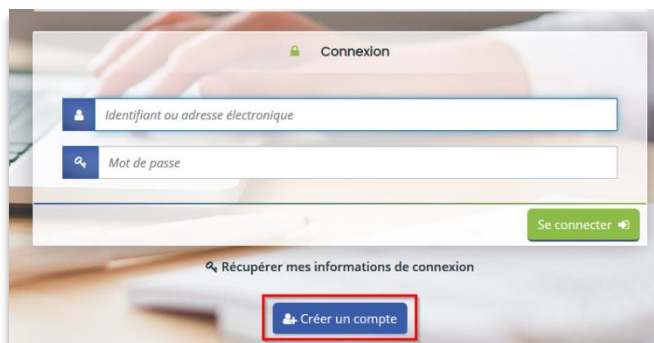 Connexion
Identifiant ou adresse électronique
Mot de passe
Se connecter
Récupérer mes informations de connexion
Créer un compte